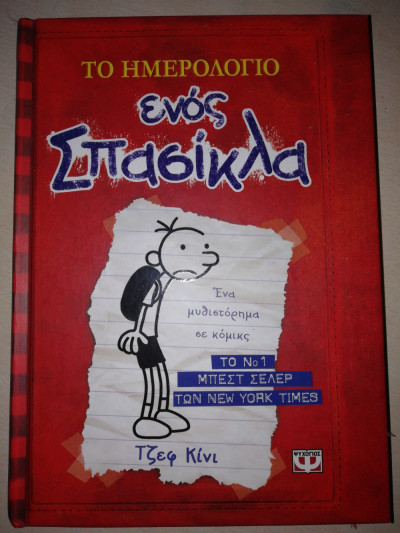 ΤΟ ΗΜΕΡΟΛΟΓΙΟ
ενός
Σπασίκλα
Ένα
μυθιστόρημα
σε κόμικς
ΤΟ Νο1
ΜΠΕΣΤ ΣΕΛΕΡ
ΤΩΝ NEW YORK TIMES
Τζεφ Κίνι
ΨΥΧΟΓΙΟΣ